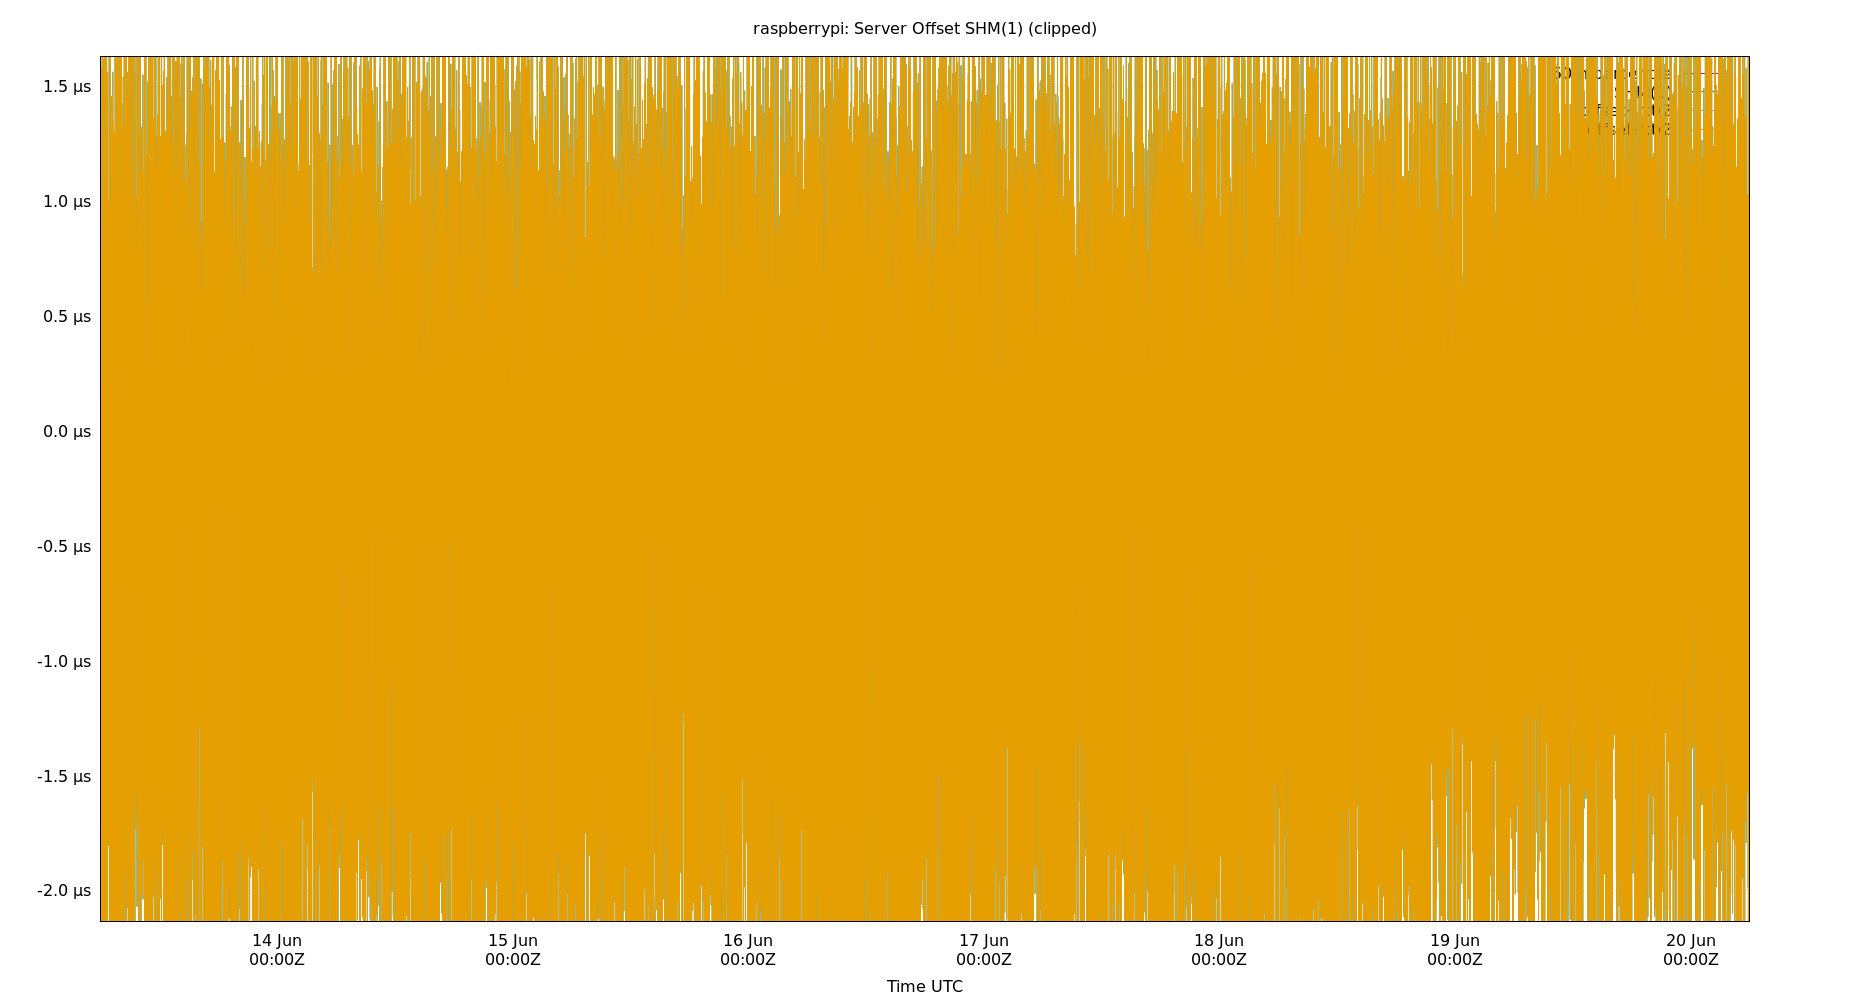 raspberrypi: Server Offset SHM(1) (clipped)
1.5 µs
1.0 µs
0.5 µs
0.0 µs
-0.5 µs
-1.0 µs
-1.5 µs
-2.0 µs
14 Jun 15 Jun 16 Jun 17 Jun 18 Jun 19 Jun 20 Jun
00:00Z 00:00Z 00:00Z 00:00Z 00:00Z 00:00Z 00:00Z
Time UTC